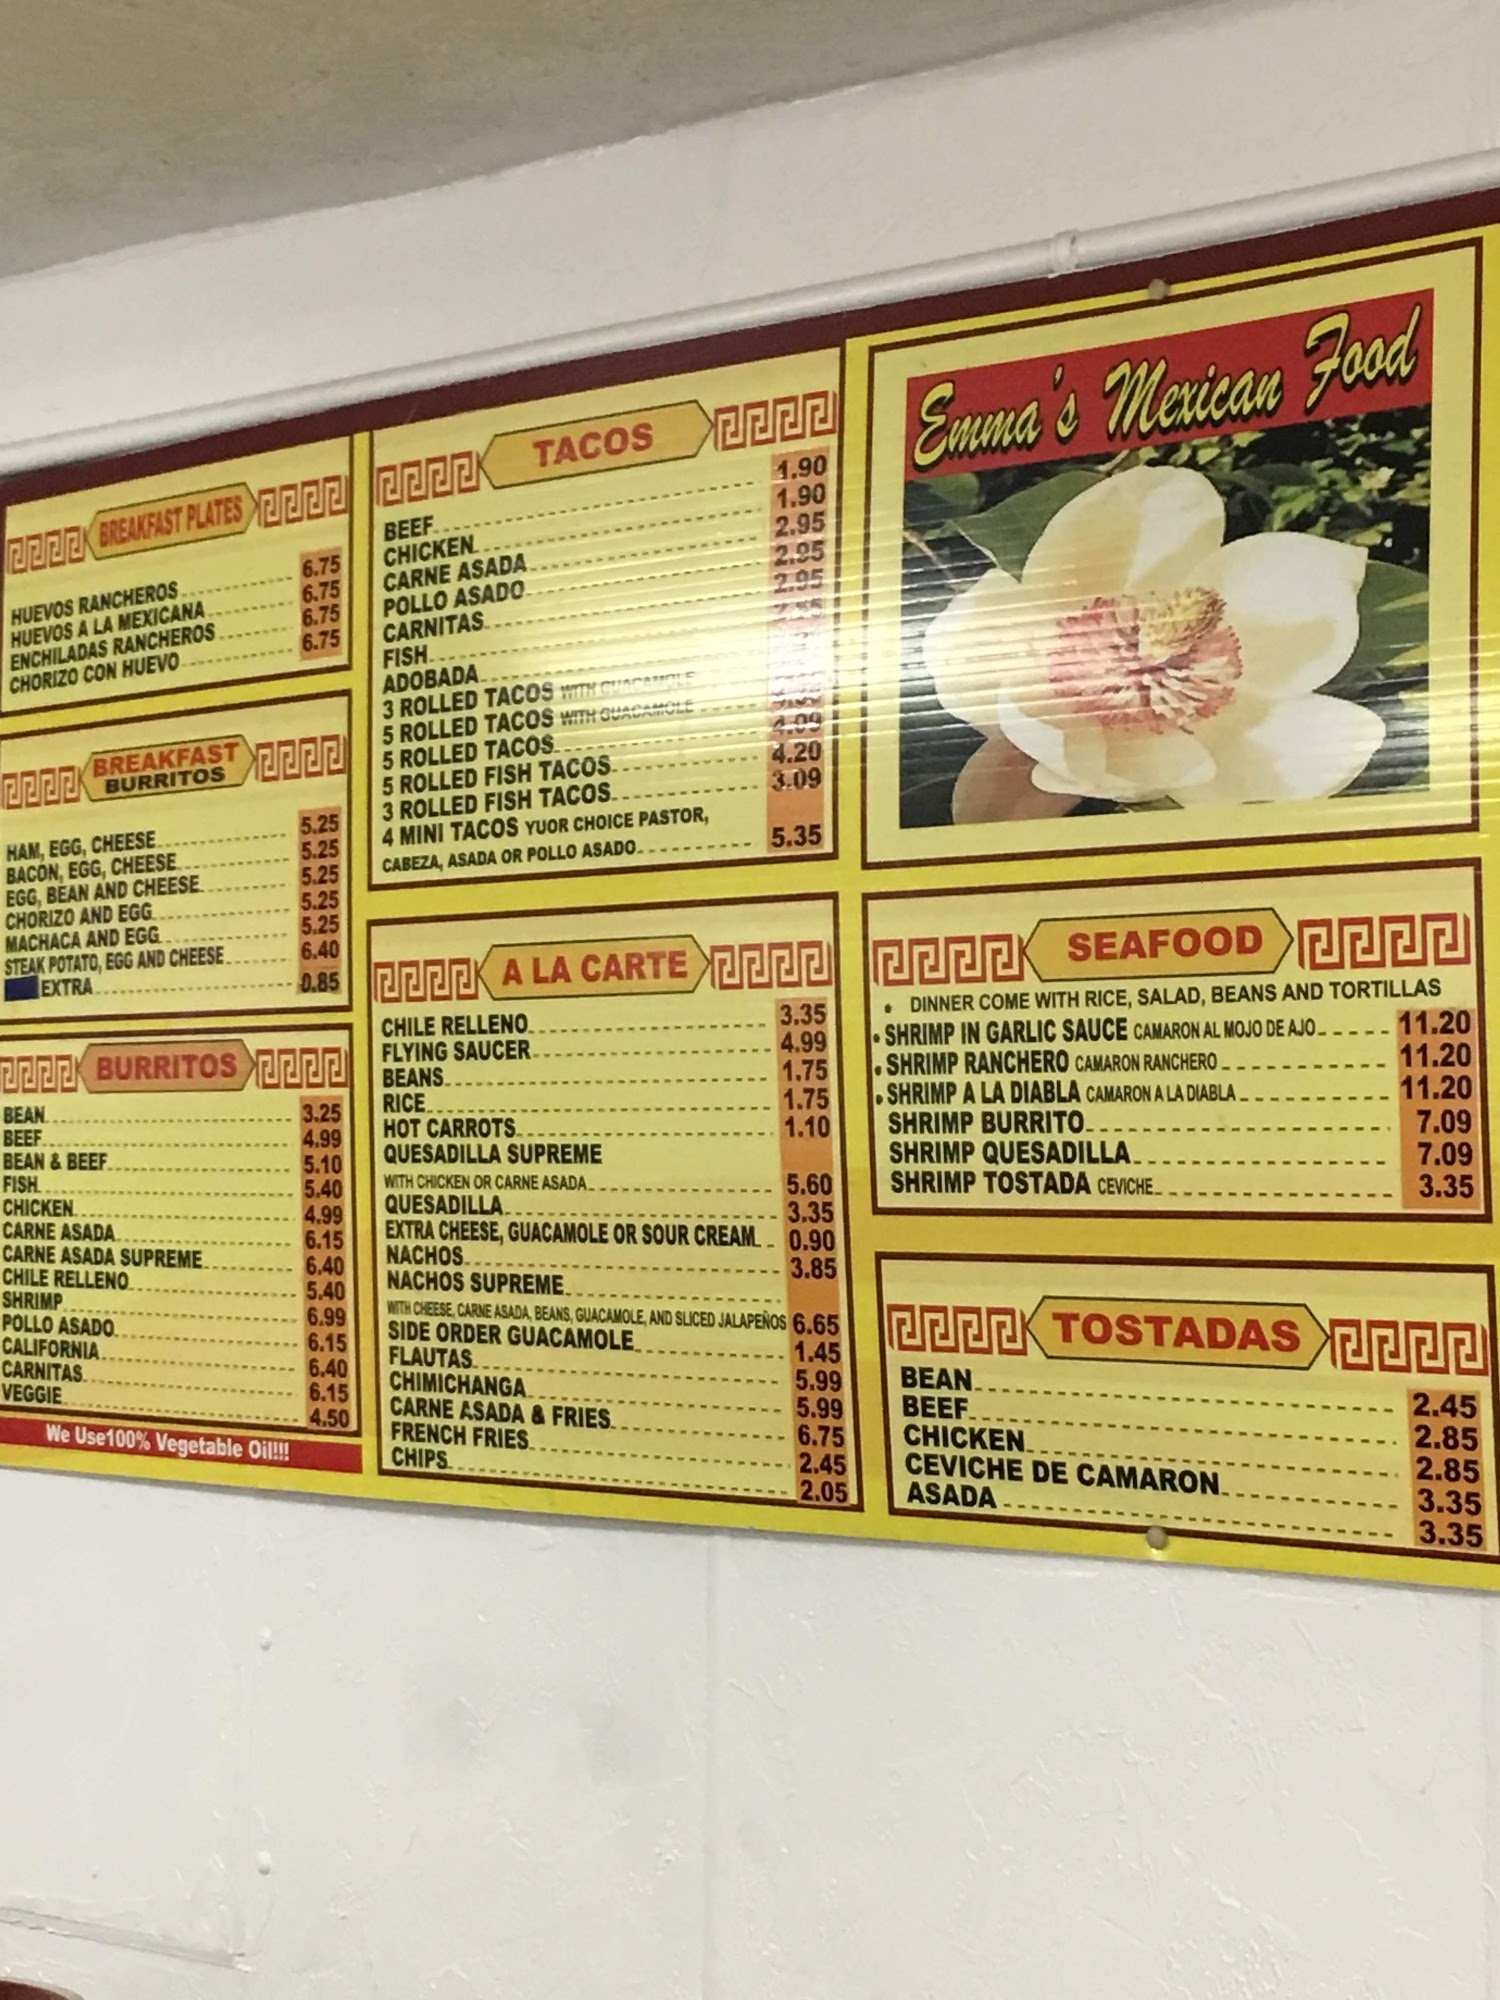 BREAKFAST PLATES
HUEVOS RANCHEROS 6.75
HUEVOS A LA MEXICANA 6.75
ENCHILADAS RANCHEROS 6.75
CHORIZO CON HUEVO 6.75
BREAKFAST
BURRITOS
HAM, EGG, CHEESE 5.25
BACON, EGG, CHEESE 5.25
EGG, BEAN AND CHEESE 5.25
CHORIZO AND EGG 5.25
MACHACA AND EGG 5.25
STEAK POTATO, EGG AND CHEESE 6.40
EXTRA 0.85
BURRITOS
BEAN 3.25
BEEF 4.99
BEAN & BEEF 5.10
FISH 5.40
CHICKEN 4.99
CARNE ASADA 6.15
CARNE ASADA SUPREME 6.40
CHILE RELLENO 5.40
SHRIMP 6.99
POLLO ASADO 6.15
CALIFORNIA 6.40
CARNITAS 6.15
VEGGIE 4.50
We Use100% Vegetable Oil!!!
TACOS
BEEF 1.90
CHICKEN 1.90
CARNE ASADA 2.95
POLLO ASADO 2.95
CARNITAS 2.95
FISH
ADOBADA
3 ROLLED TACOS WITH GUACAMOLE
5 ROLLED TACOS WITH GUACAMOLE
5 ROLLED TACOS 4.09
5 ROLLED FISH TACOS 4.20
3 ROLLED FISH TACOS 3.09
4 MINI TACOS YUOR CHOICE PASTOR,
CABEZA, ASADA OR POLLO ASADO 5.35
A LA CARTE
CHILE RELLENO 3.35
FLYING SAUCER 4.99
BEANS 1.75
RICE 1.75
HOT CARROTS 1.10
QUESADILLA SUPREME
WITH CHICKEN OR CARNE ASADA 5.60
QUESADILLA 3.35
EXTRA CHEESE, GUACAMOLE OR SOUR CREAM 0.90
NACHOS 3.85
NACHOS SUPREME
WITH CHEESE, CARNE ASADA, BEANS, GUACAMOLE, AND SLICED JALAPEÑOS 6.65
SIDE ORDER GUACAMOLE 1.45
FLAUTAS 5.99
CHIMICHANGA 5.99
CARNE ASADA & FRIES 6.75
FRENCH FRIES 2.45
CHIPS 2.05
Emma's Mexican Food
SEAFOOD
• DINNER COME WITH RICE, SALAD, BEANS AND TORTILLAS
• SHRIMP IN GARLIC SAUCE CAMARON AL MOJO DE AJO 11.20
• SHRIMP RANCHERO CAMARON RANCHERO 11.20
• SHRIMP A LA DIABLA CAMARON A LA DIABLA 11.20
SHRIMP BURRITO 7.09
SHRIMP QUESADILLA 7.09
SHRIMP TOSTADA CEVICHE 3.35
TOSTADAS
BEAN 2.45
BEEF 2.85
CHICKEN 2.85
CEVICHE DE CAMARON 3.35
ASADA 3.35